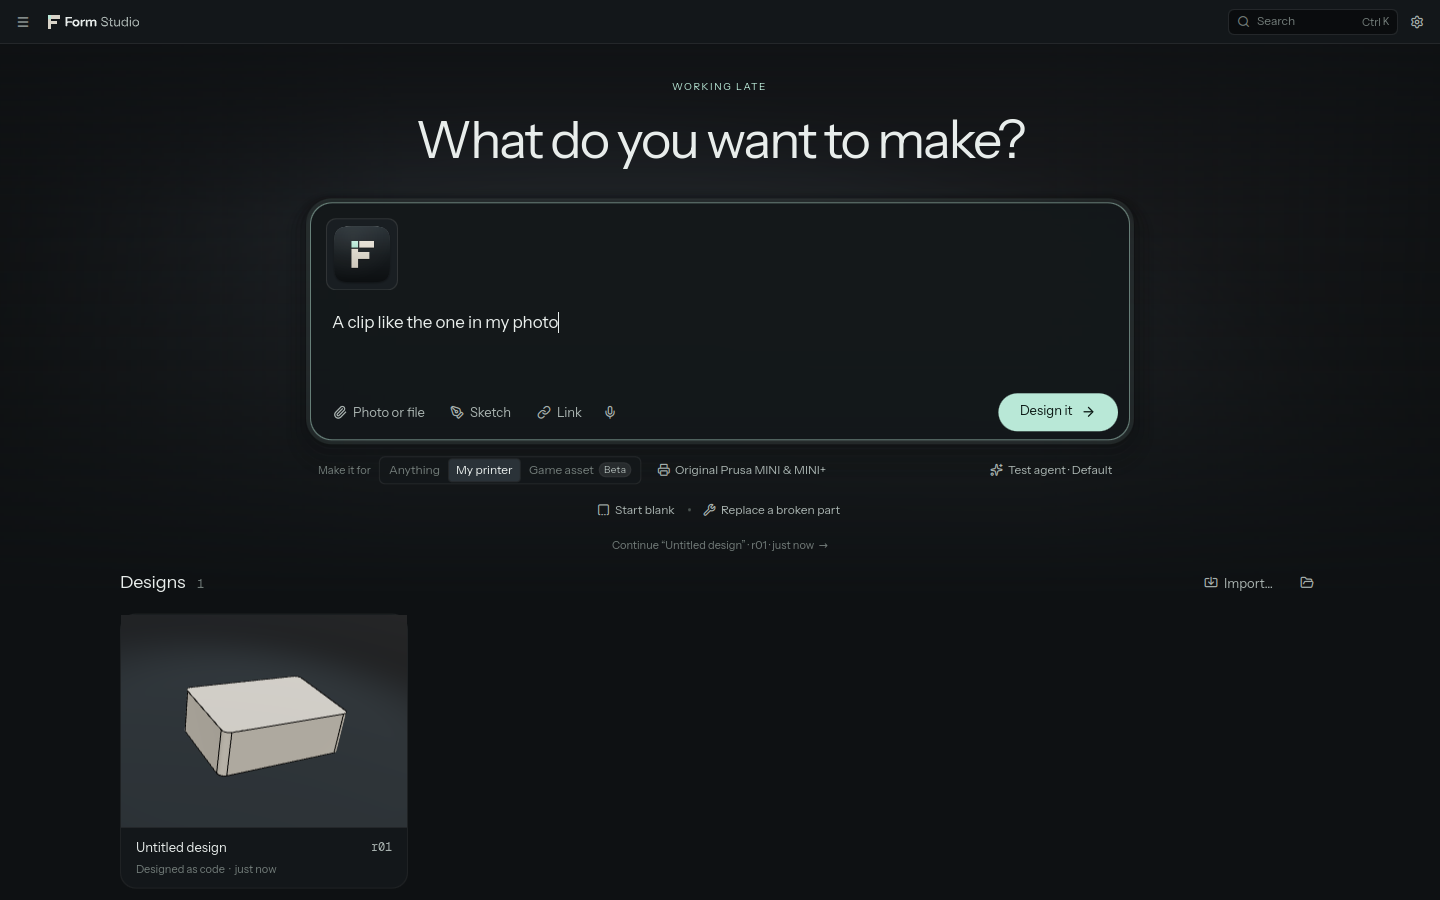 Form Studio
Search Ctrl K
WORKING LATE
What do you want to make?
F
A clip like the one in my photo
Photo or file Sketch Link
Design it →
Make it for Anything My printer Game asset Beta Original Prusa MINI & MINI+ Test agent · Default
Start blank • Replace a broken part
Continue “Untitled design” · r01 · just now →
Designs 1
Import...
Untitled design r01
Designed as code · just now